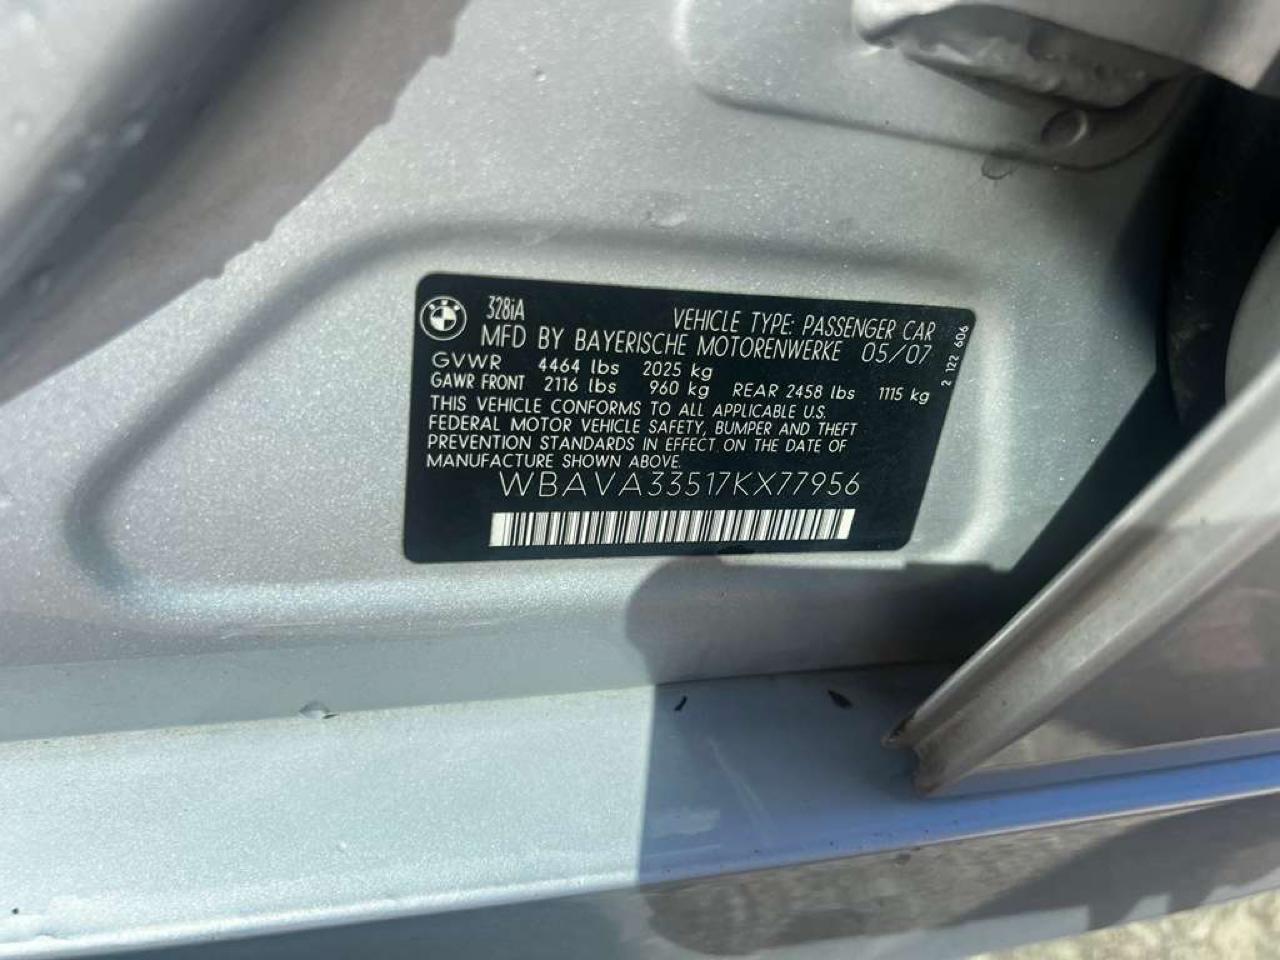 328iA
VEHICLE TYPE: PASSENGER CAR
MFD BY BAYERISCHE MOTORENWERKE 05/07
GVWR 4464 lbs 2025 kg
GAWR FRONT 2116 lbs 960 kg REAR 2458 lbs 1115 kg
THIS VEHICLE CONFORMS TO ALL APPLICABLE U.S.
FEDERAL MOTOR VEHICLE SAFETY, BUMPER AND THEFT
PREVENTION STANDARDS IN EFFECT ON THE DATE OF
MANUFACTURE SHOWN ABOVE.
WBAVA33517KX77956
2 122 606